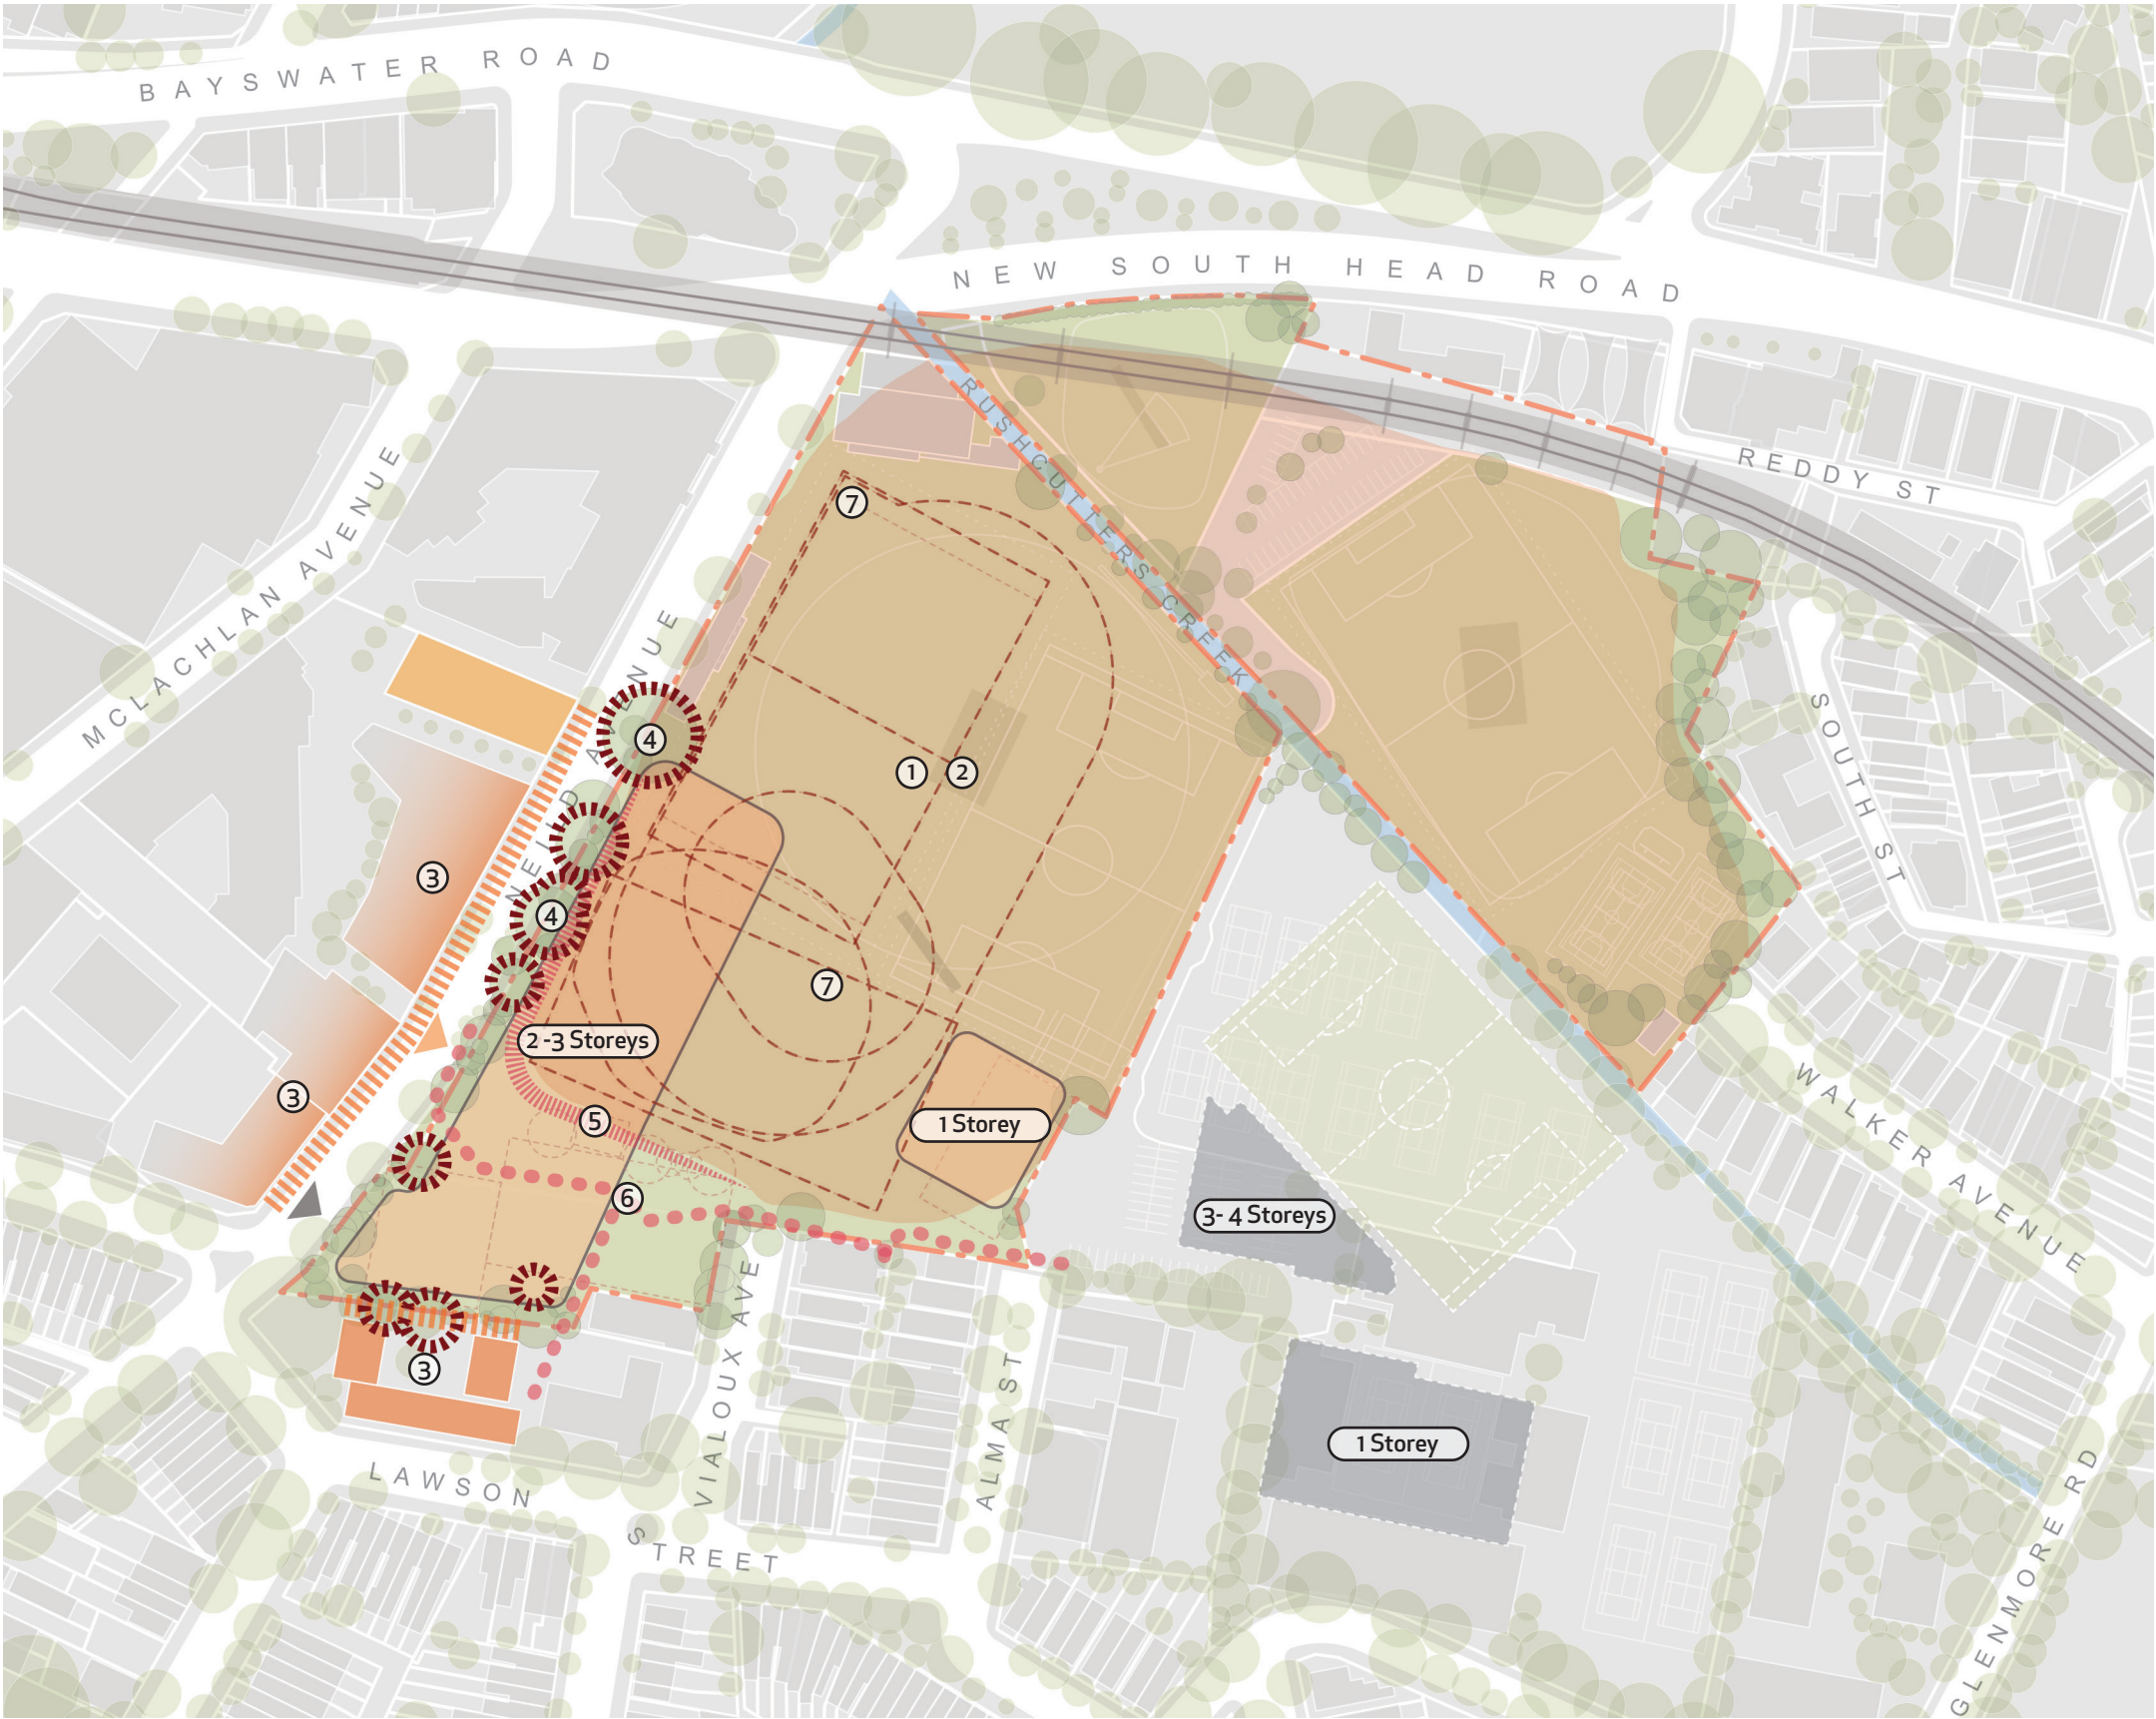 BAYSWATER ROAD
NEW SOUTH HEAD ROAD
RUSHCUTTERS CREEK
REDDY ST
MCLACHLAN AVENUE
7
NEILD AVENUE
4
1
2
SOUTH ST
3
4
7
2-3 Storeys
3
5
1 Storey
WALKER AVENUE
6
3-4 Storeys
3
VIALOUX AVE
ALMA ST
1 Storey
LAWSON STREET
GLENMORE RD